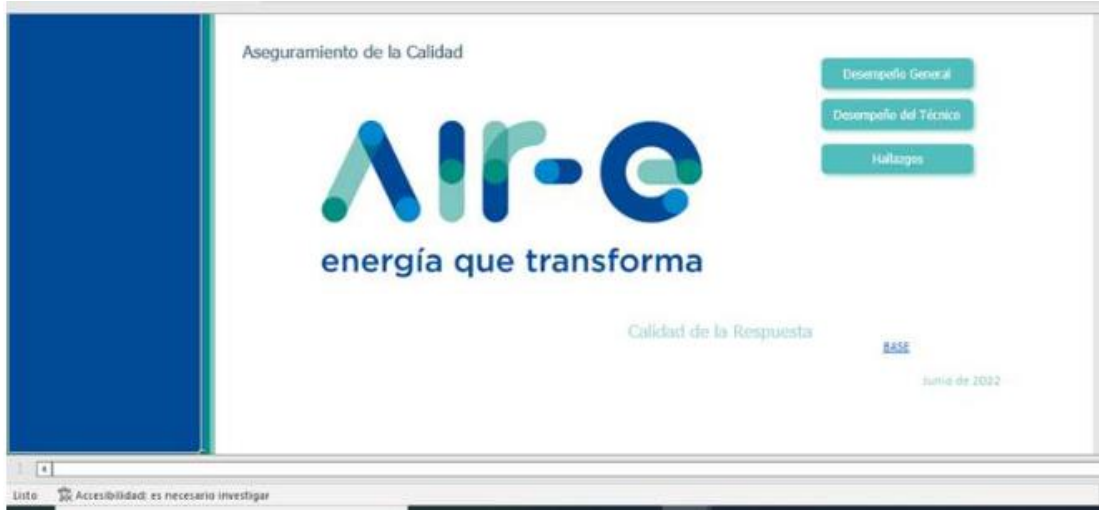 Aseguramiento de la Calidad
Desempeño General
Desempeño del Técnico
Hallazgos
AIr-e
energía que transforma
Calidad de la Respuesta
BASE
Junio de 2022
Listo
Accesibilidad: es necesario investigar